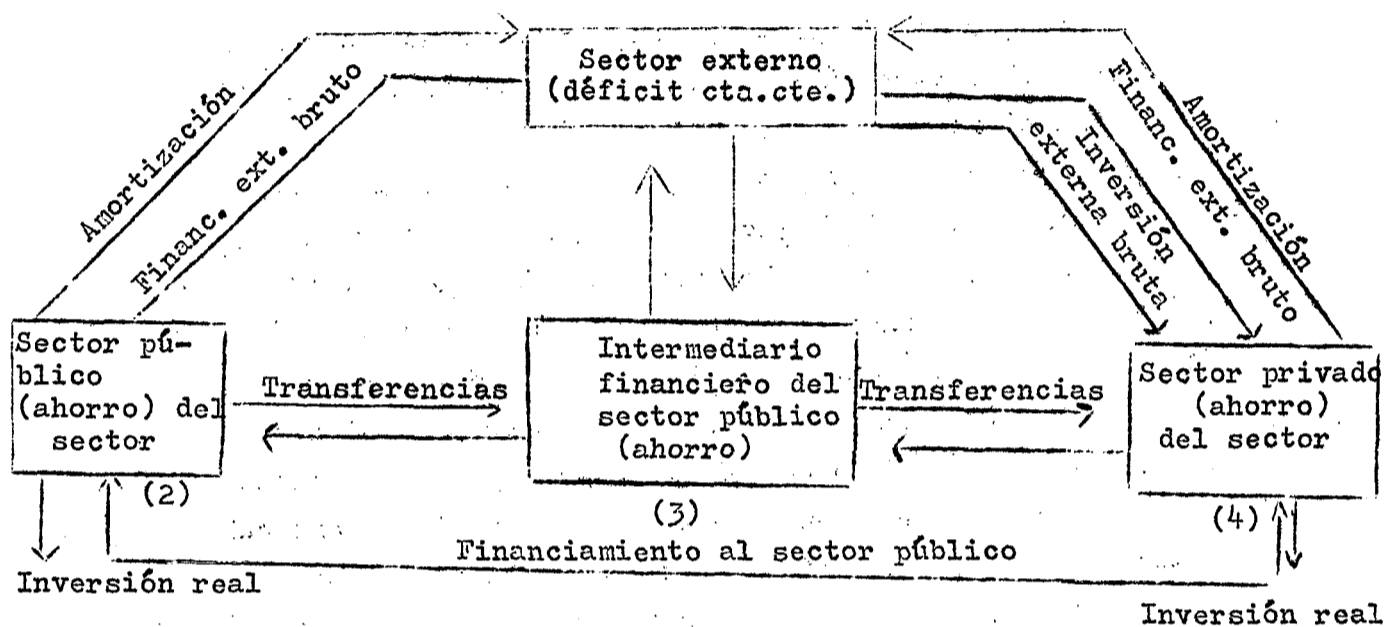 Sector externo
(déficit cta.cte.)
Amortización
Financ. ext. bruto
Inversión
externa bruta
Financ. ext. bruto
Amortización
Sector pú-
blico
(ahorro) del
sector
(2)
Transferencias
Intermediario
financiero del
sector público
(ahorro)
(3)
Transferencias
Sector privado
(ahorro)
del sector
(4)
Financiamiento al sector público
Inversión real
Inversión real